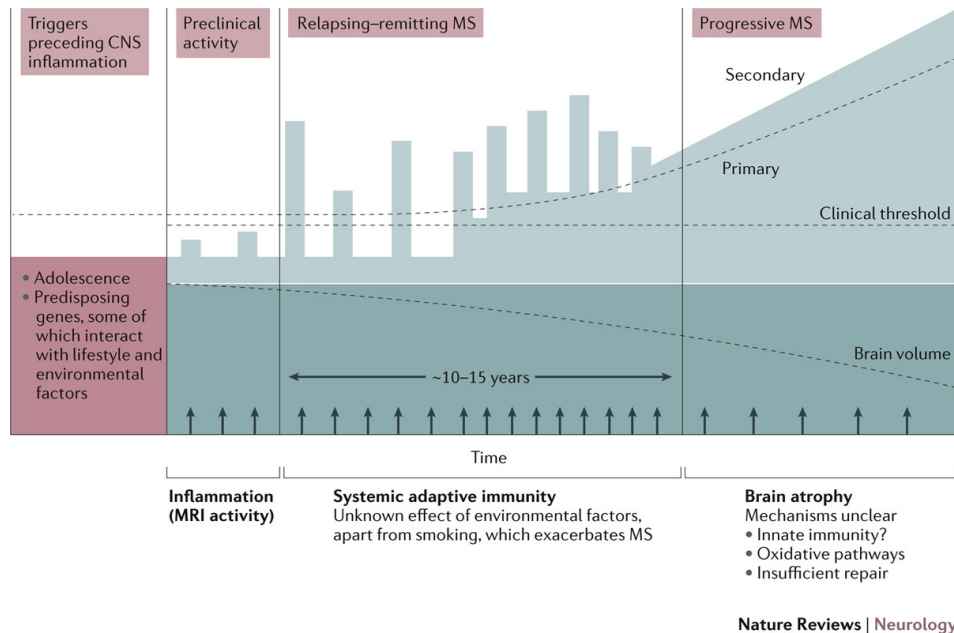 Triggers
preceding CNS
inflammation
Preclinical
activity
Relapsing–remitting MS
Progressive MS
Secondary
Primary
Clinical threshold
• Adolescence
• Predisposing
genes, some of
which interact
with lifestyle and
environmental
factors
Brain volume
~10–15 years
Time
Inflammation
(MRI activity)
Systemic adaptive immunity
Unknown effect of environmental factors,
apart from smoking, which exacerbates MS
Brain atrophy
Mechanisms unclear
• Innate immunity?
• Oxidative pathways
• Insufficient repair
Nature Reviews | Neurology